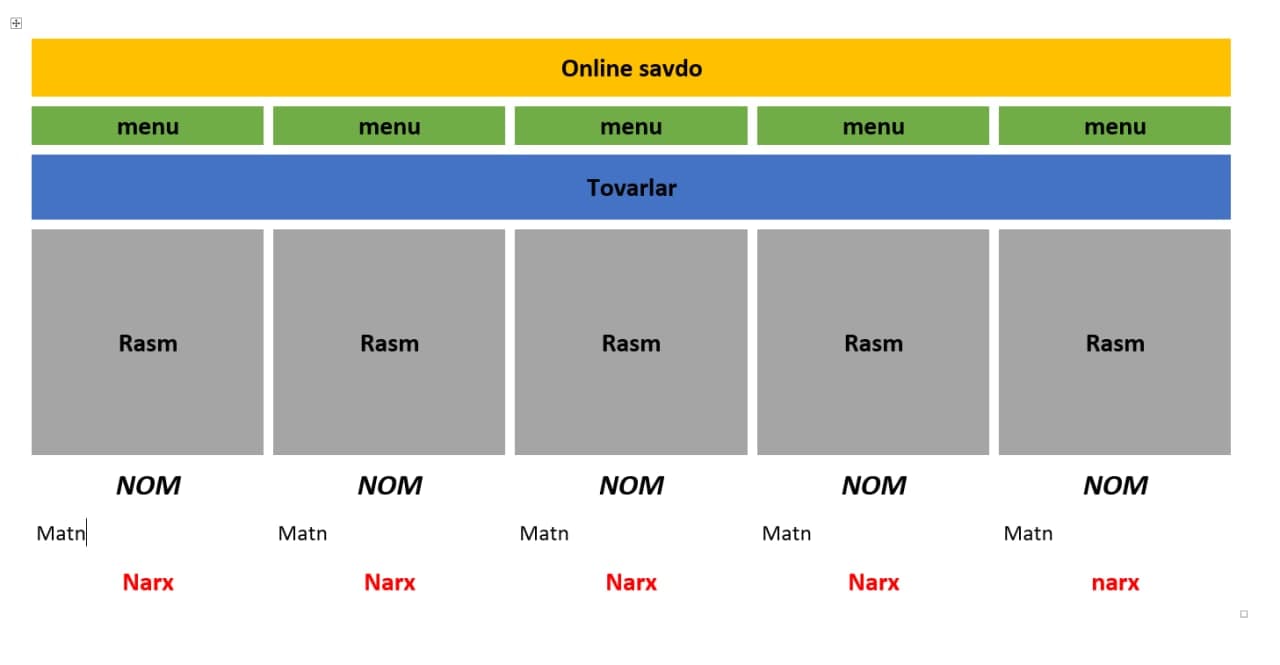 Online savdo
menu menu menu menu menu
Tovarlar
Rasm Rasm Rasm Rasm Rasm
NOM NOM NOM NOM NOM
Matn Matn Matn Matn Matn
Narx Narx Narx Narx narx